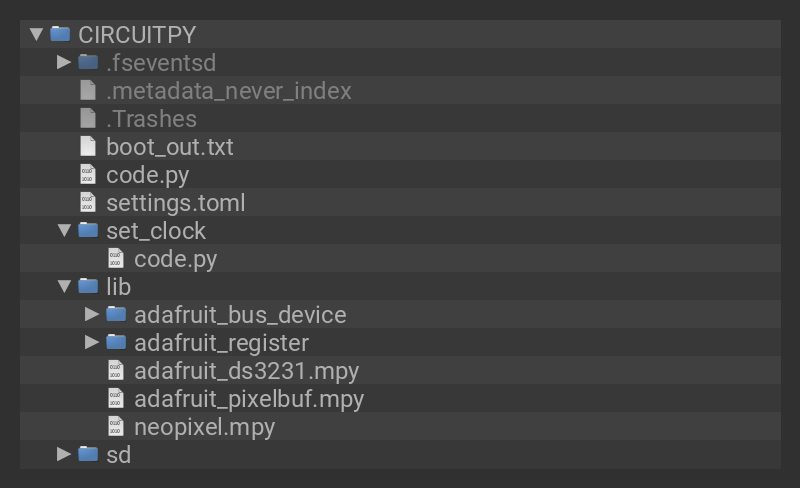 CIRCUITPY
.fseventsd
.metadata_never_index
.Trashes
boot_out.txt
code.py
settings.toml
set_clock
code.py
lib
adafruit_bus_device
adafruit_register
adafruit_ds3231.mpy
adafruit_pixelbuf.mpy
neopixel.mpy
sd